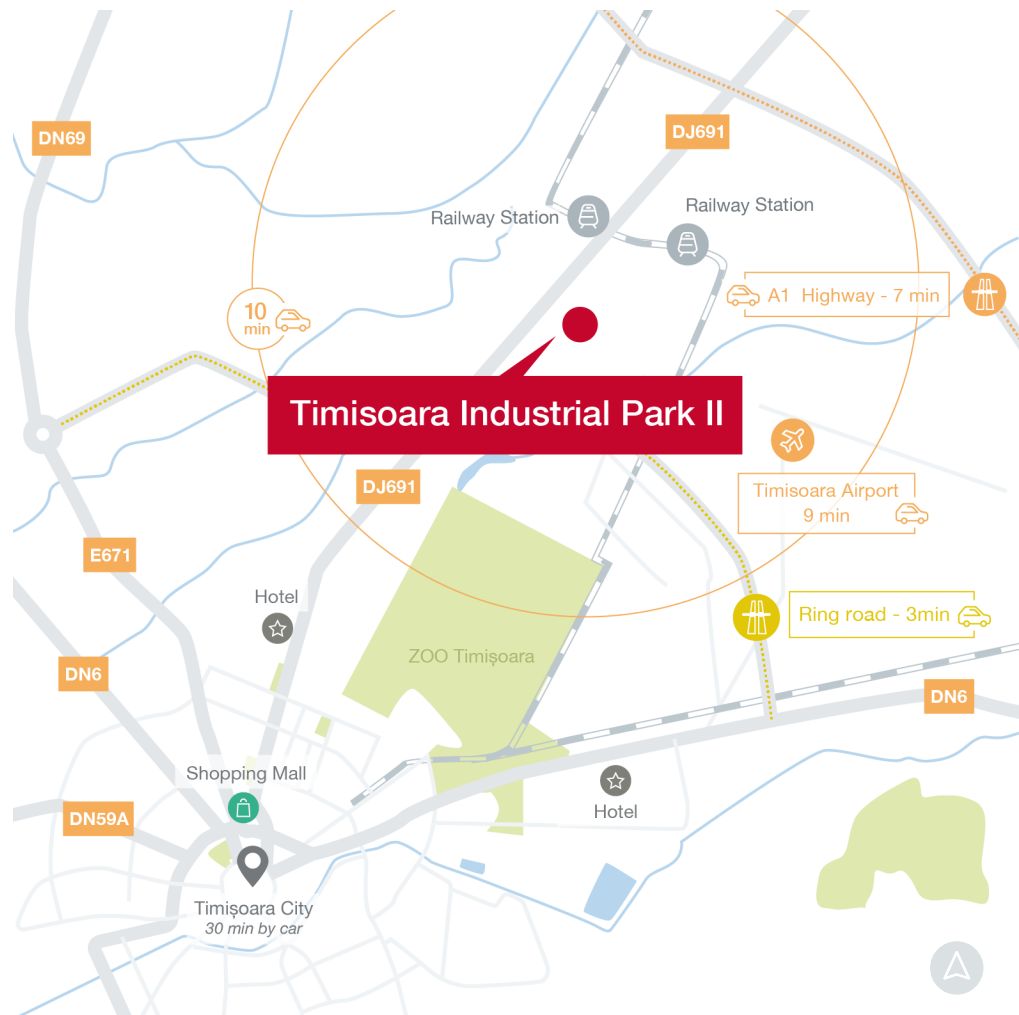 DN69
DJ691
Railway Station
Railway Station
A1 Highway - 7 min
10
min
Timisoara Industrial Park II
DJ691
Timisoara Airport
9 min
E671
Hotel
Ring road - 3min
ZOO Timișoara
DN6
DN6
Shopping Mall
Hotel
DN59A
Timișoara City
30 min by car